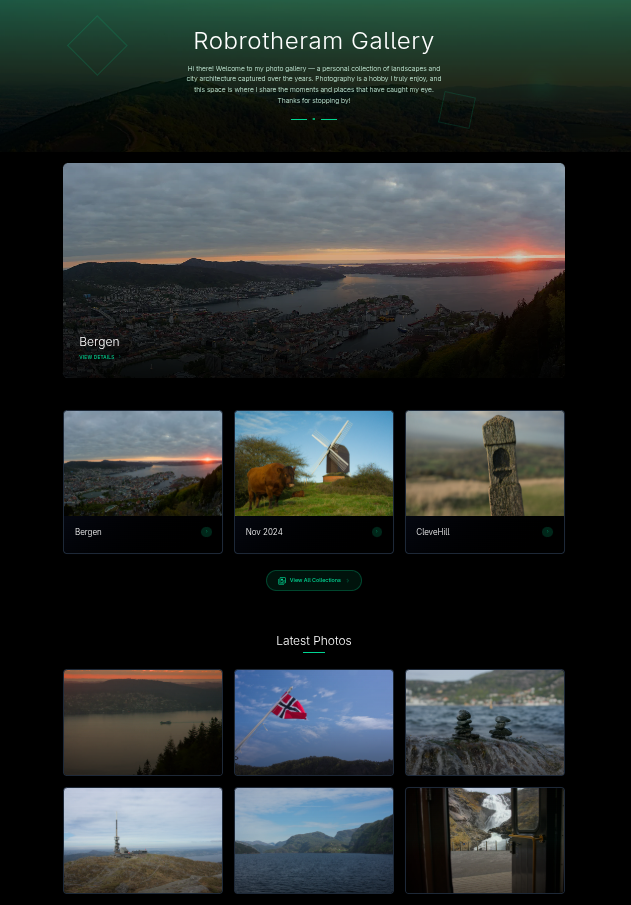 Robrotheram Gallery
Hi there! Welcome to my photo gallery — a personal collection of landscapes and
city architecture captured over the years. Photography is a hobby I truly enjoy, and
this space is where I share the moments and places that have caught my eye.
Thanks for stopping by!
Bergen
VIEW DETAILS
Bergen
Nov 2024
CleveHill
View All Collections
Latest Photos